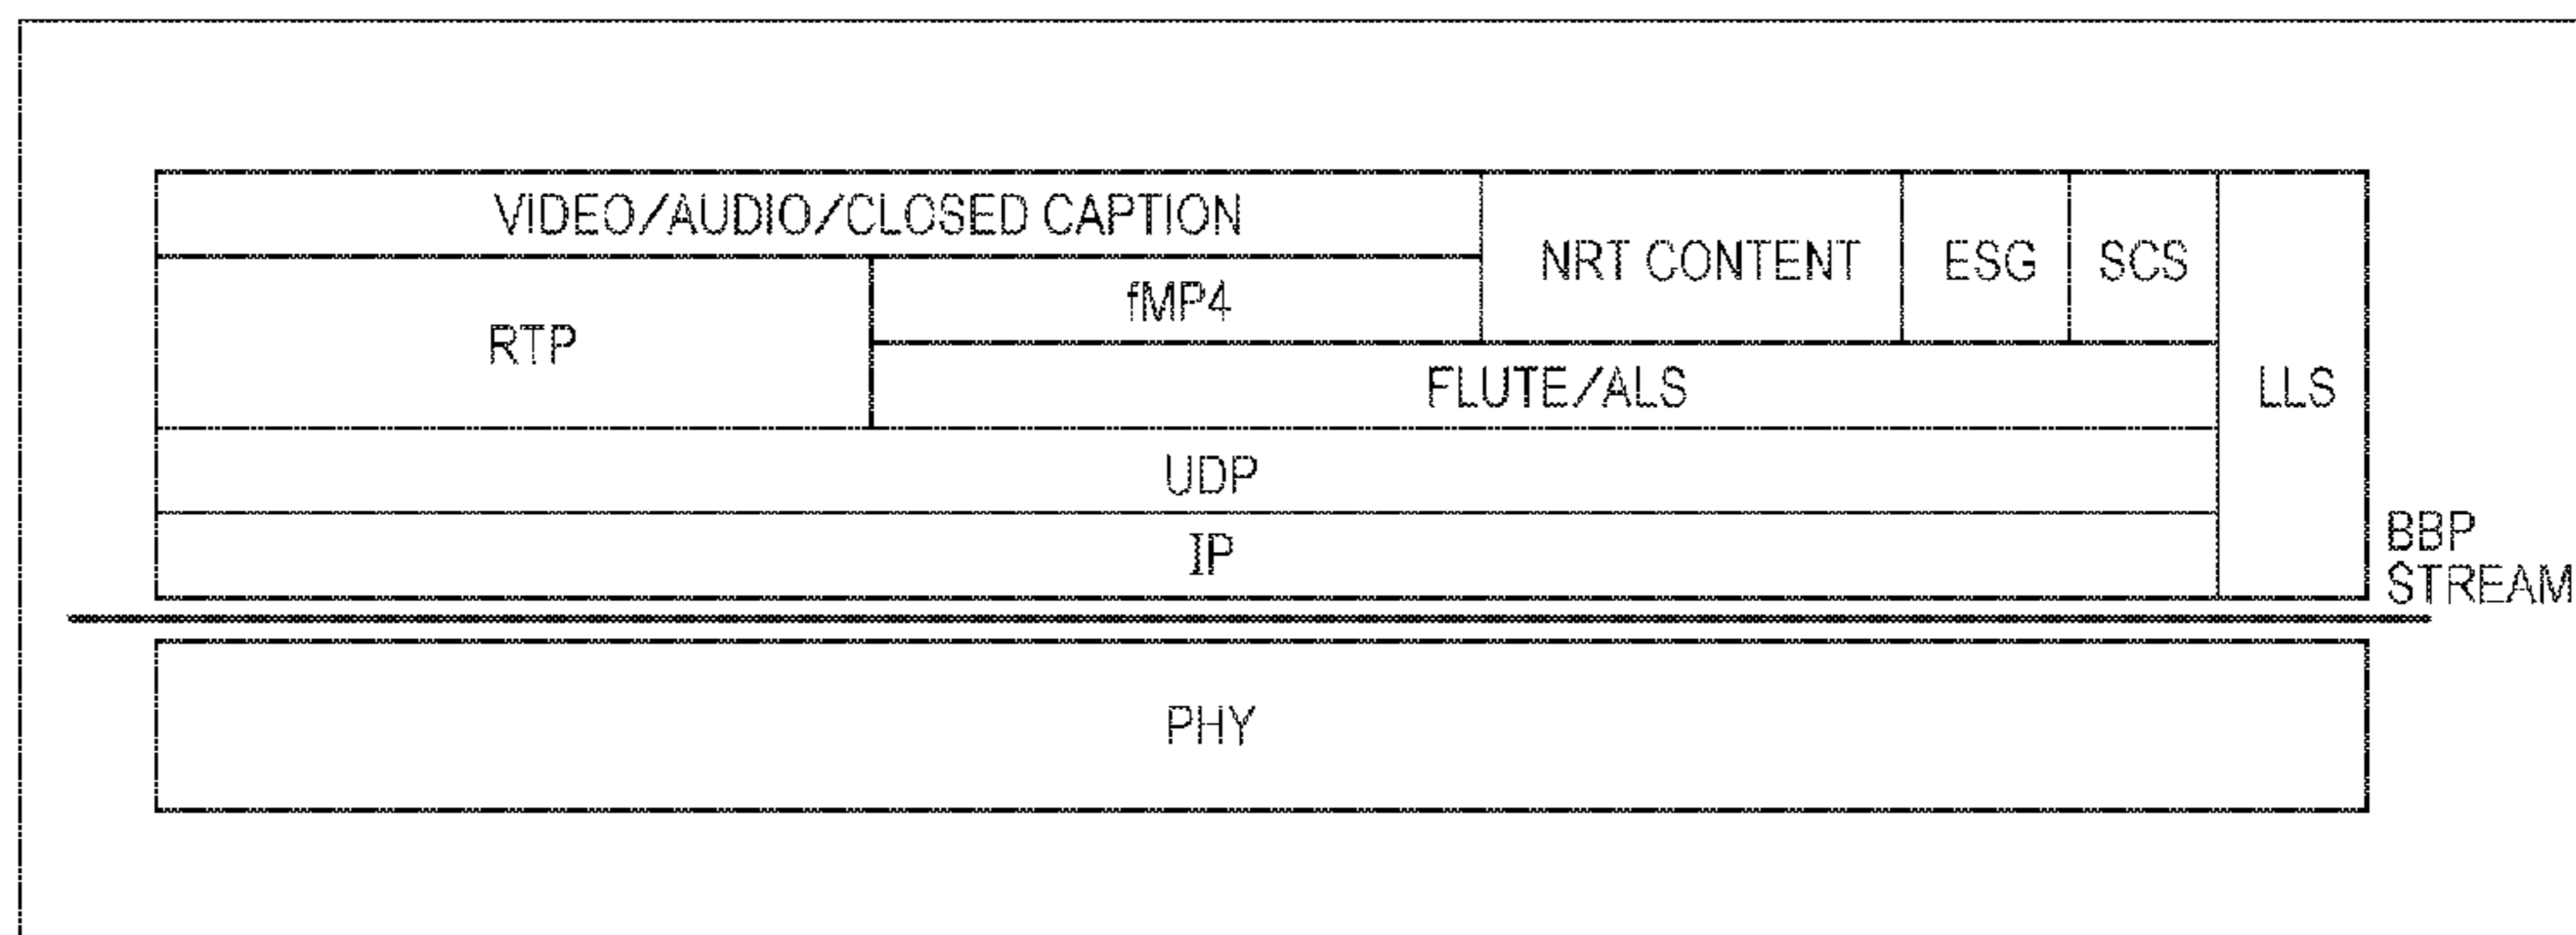 VIDEO/AUDIO/CLOSED CAPTION
NRT CONTENT
ESG
SCS
fMP4
RTP
FLUTE/ALS
LLS
UDP
IP
BBP
STREAM
PHY